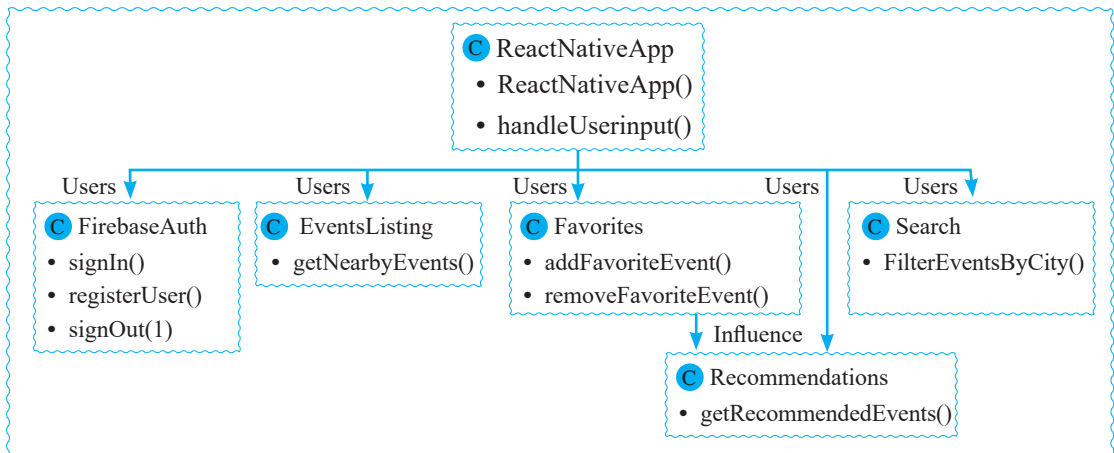 C ReactNativeApp
• ReactNativeApp()
• handleUserinput()
Users Users Users Users Users
C FirebaseAuth
• signIn()
• registerUser()
• signOut(1)
C EventsListing
• getNearbyEvents()
C Favorites
• addFavoriteEvent()
• removeFavoriteEvent()
C Search
• FilterEventsByCity()
Influence
C Recommendations
• getRecommendedEvents()